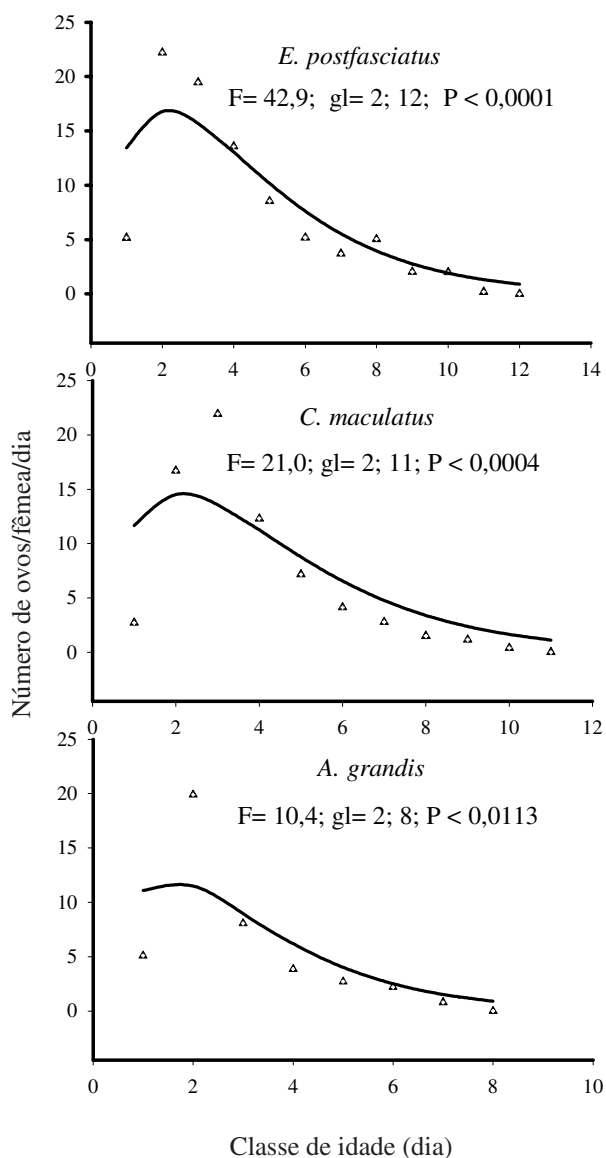 25
20
15
10
5
0
E. postfasciatus
F= 42,9; gl= 2; 12; P < 0,0001
0 2 4 6 8 10 12 14
25
20
15
10
5
0
C. maculatus
F= 21,0; gl= 2; 11; P < 0,0004
0 2 4 6 8 10 12
Número de ovos/fêmea/dia
25
20
15
10
5
0
A. grandis
F= 10,4; gl= 2; 8; P < 0,0113
0 2 4 6 8 10
Classe de idade (dia)